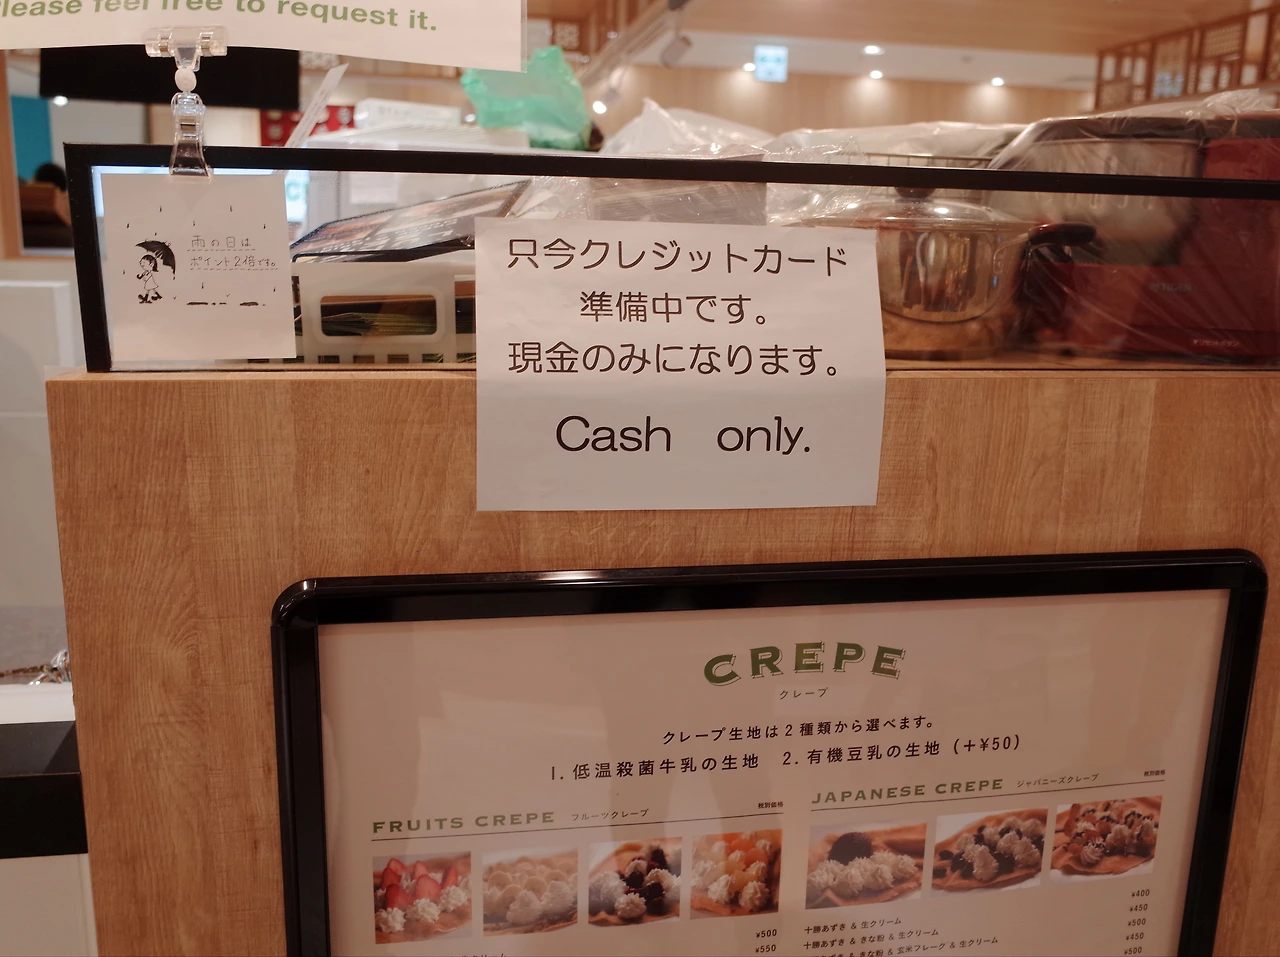 Please feel free to request it.
雨の日は
ポイント2倍です。
只今クレジットカード
準備中です。
現金のみになります。
Cash only.
CREPE
クレープ
クレープ生地は2種類から選べます。
1. 低温殺菌牛乳の生地 2. 有機豆乳の生地 (+¥50)
FRUITS CREPE フルーツクレープ 税別価格
¥500
¥550
JAPANESE CREPE ジャパニーズクレープ 税別価格
¥400
十勝あずき & 生クリーム ¥450
十勝あずき & きな粉 & 生クリーム ¥500
& きな粉 & 玄米フレーク & 生クリーム ¥450
¥500